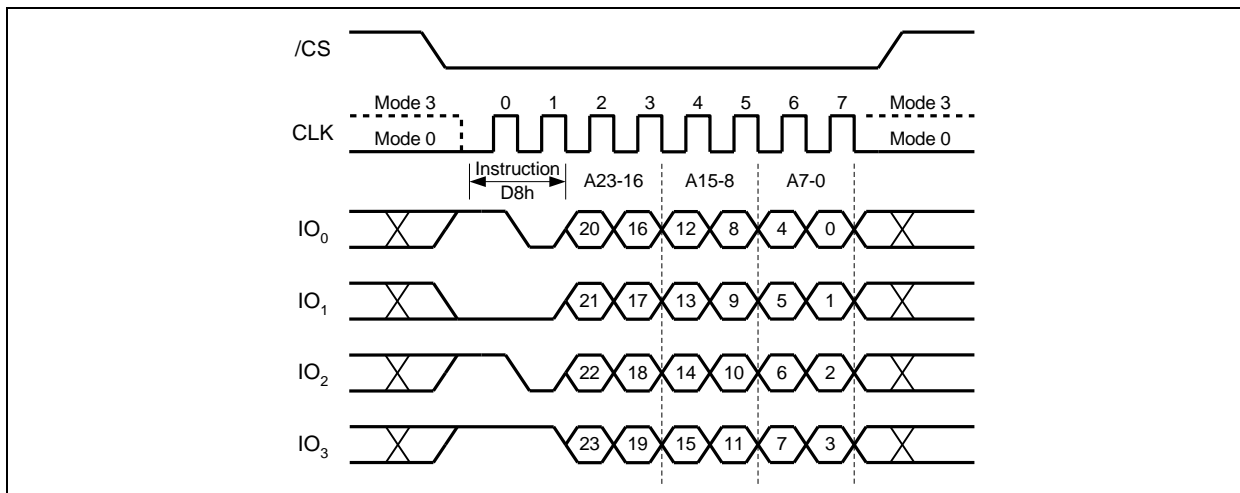 /CS
Mode 3 0 1 2 3 4 5 6 7 Mode 3
CLK
Mode 0 Mode 0
Instruction
D8h
A23-16 A15-8 A7-0
IO0 20 16 12 8 4 0
IO1 21 17 13 9 5 1
IO2 22 18 14 10 6 2
IO3 23 19 15 11 7 3